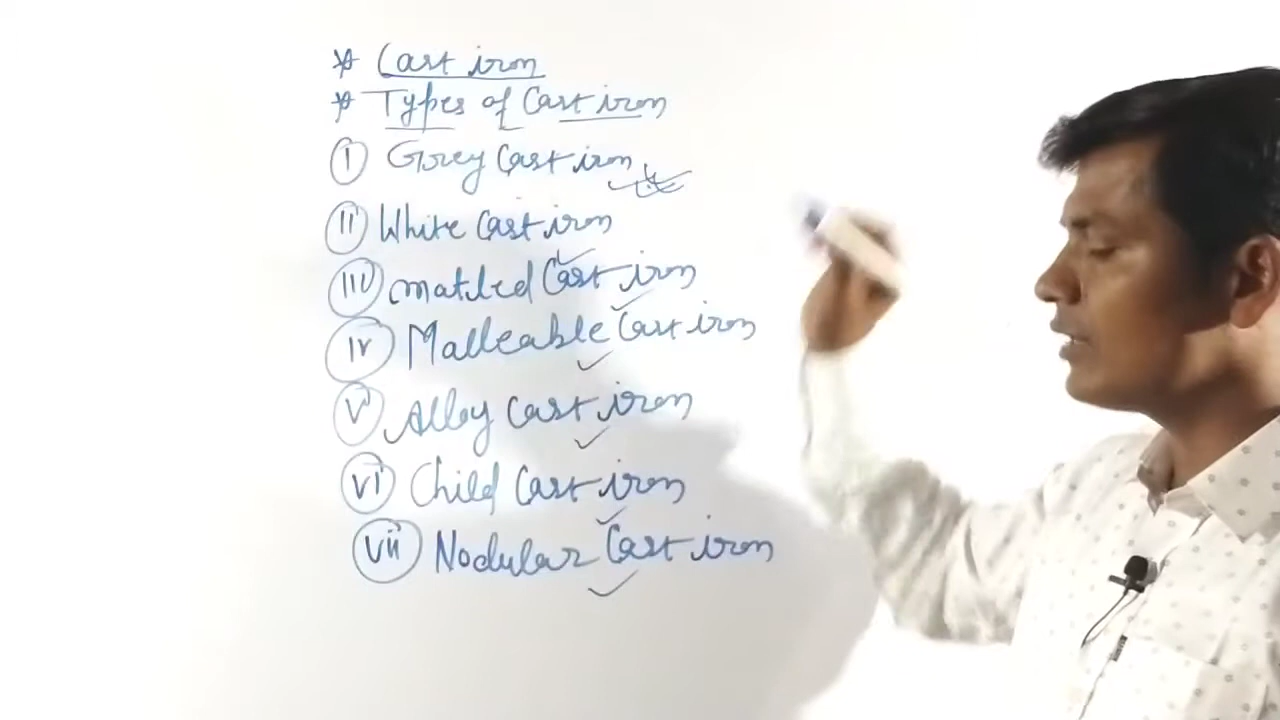 * Cast iron
* Types of Cast iron
I Grey Cast iron
II White Cast iron
III matled Cast iron
IV Malleable Cast iron
V Alloy Cast iron
VI Child Cast iron
VII Nodular Cast iron